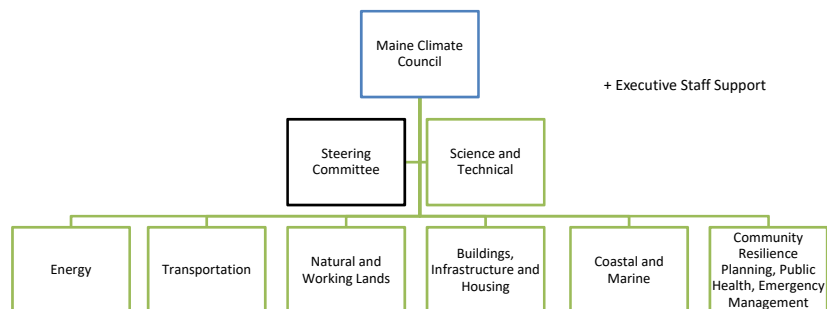 Maine Climate
Council
+ Executive Staff Support
Steering
Committee
Science and
Technical
Energy
Transportation
Natural and
Working Lands
Buildings,
Infrastructure and
Housing
Coastal and
Marine
Community
Resilience
Planning, Public
Health, Emergency
Management